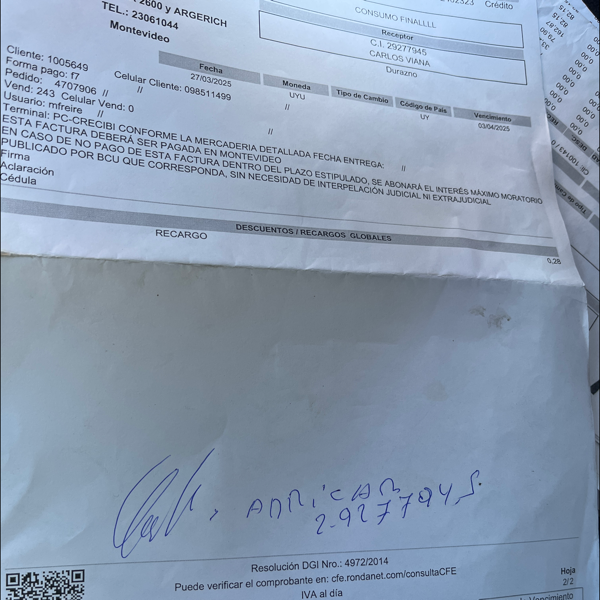 2600 y ARGERICH
TEL.: 23061044
Montevideo
Crédito
CONSUMO FINALLLL
Receptor
C.I. 29277945
CARLOS VIANA
Durazno
Cliente: 1005649
Forma pago: f7
Pedido: 4707906 // //
Celular Cliente: 098511499
Vend: 243 Celular Vend: 0
Usuario: mfreire //
Fecha Moneda Tipo de Cambio Código de País Vencimiento
27/03/2025 UYU UY 03/04/2025
//
//
Terminal: PC-CRECIBI CONFORME LA MERCADERIA DETALLADA FECHA ENTREGA: //
ESTA FACTURA DEBERÁ SER PAGADA EN MONTEVIDEO
EN CASO DE NO PAGO DE ESTA FACTURA DENTRO DEL PLAZO ESTIPULADO, SE ABONARÁ EL INTERÉS MÁXIMO MORATORIO
PUBLICADO POR BCU QUE CORRESPONDA, SIN NECESIDAD DE INTERPELACIÓN JUDICIAL NI EXTRAJUDICIAL
Firma
Aclaración
Cédula
DESCUENTOS / RECARGOS GLOBALES
RECARGO 0,28
2.927794,5.
Resolución DGI Nro.: 4972/2014
Puede verificar el comprobante en: cfe.rondanet.com/consultaCFE
IVA al día
Hoja
2/2
Vencimiento